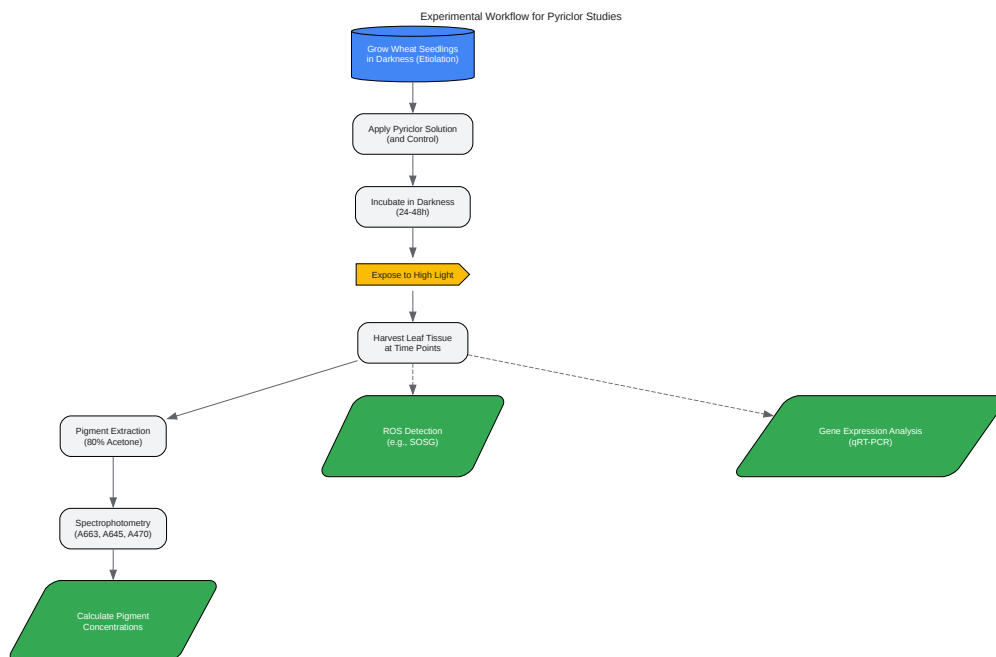 Experimental Workflow for Pyriclor Studies
Grow Wheat Seedlings
in Darkness (Etiolation)
Apply Pyriclor Solution
(and Control)
Incubate in Darkness
(24-48h)
Expose to High Light
Harvest Leaf Tissue
at Time Points
Pigment Extraction
(80% Acetone)
ROS Detection
(e.g., SOSG)
Gene Expression Analysis
(qRT-PCR)
Spectrophotometry
(A663, A645, A470)
Calculate Pigment
Concentrations